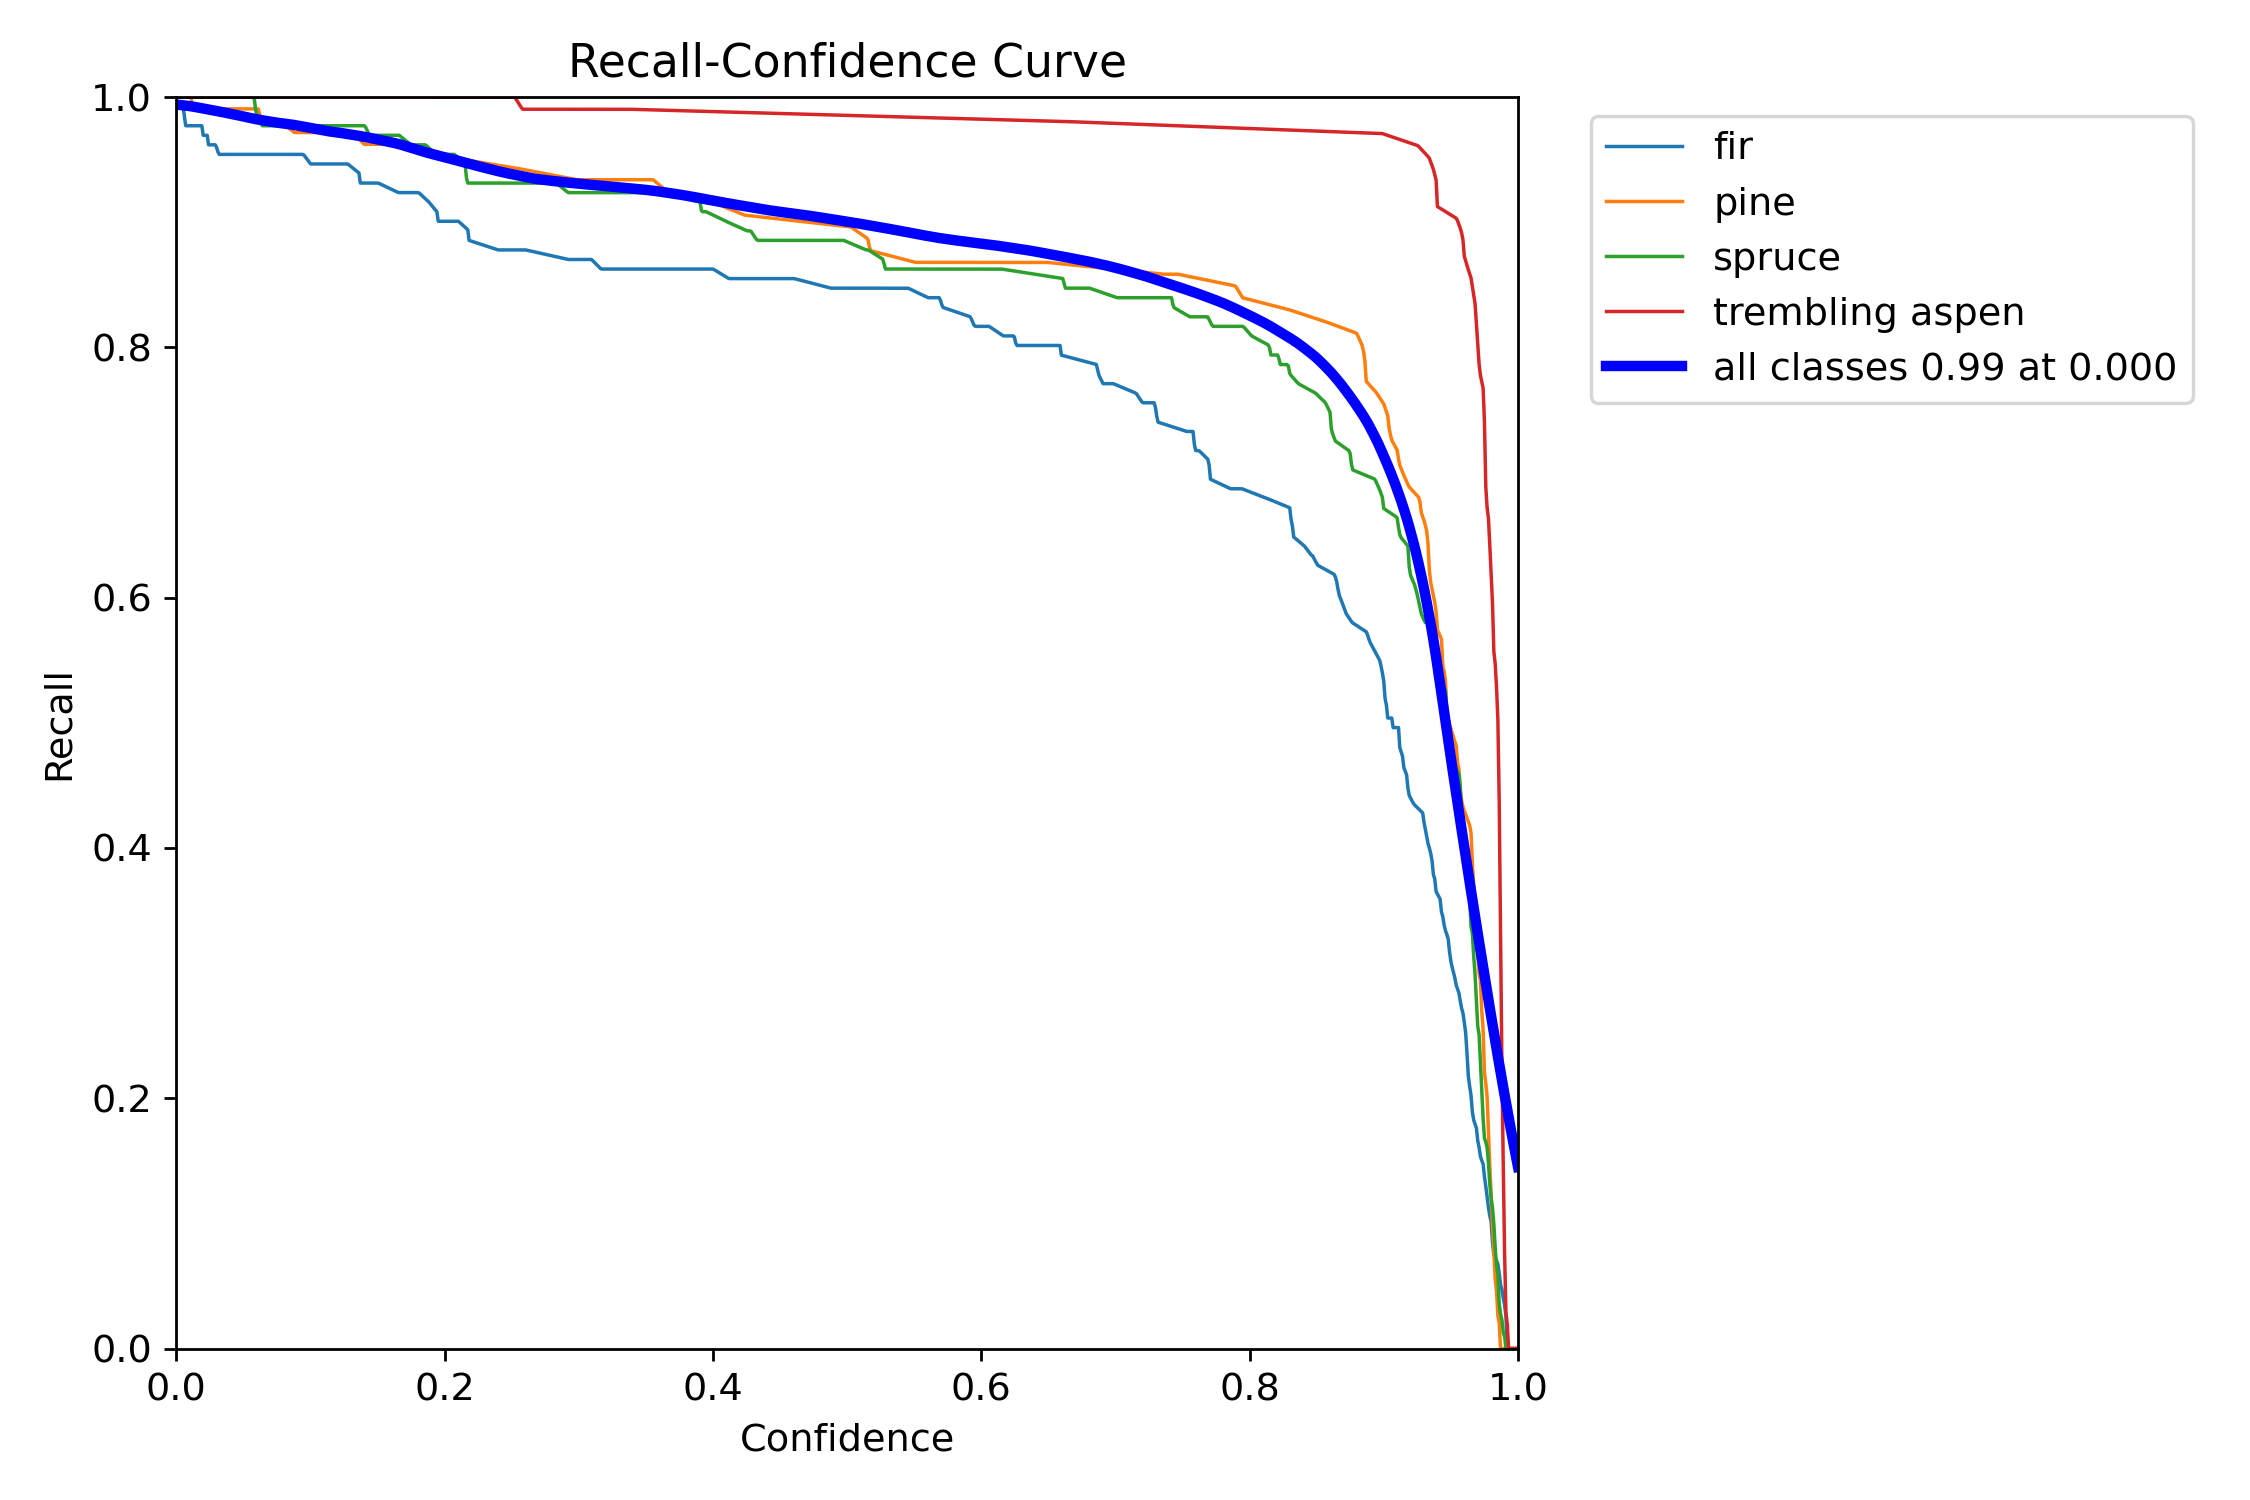 Recall-Confidence Curve
1.0
0.8
0.6
0.4
0.2
0.0
Recall
0.0 0.2 0.4 0.6 0.8 1.0
Confidence
fir
pine
spruce
trembling aspen
all classes 0.99 at 0.000